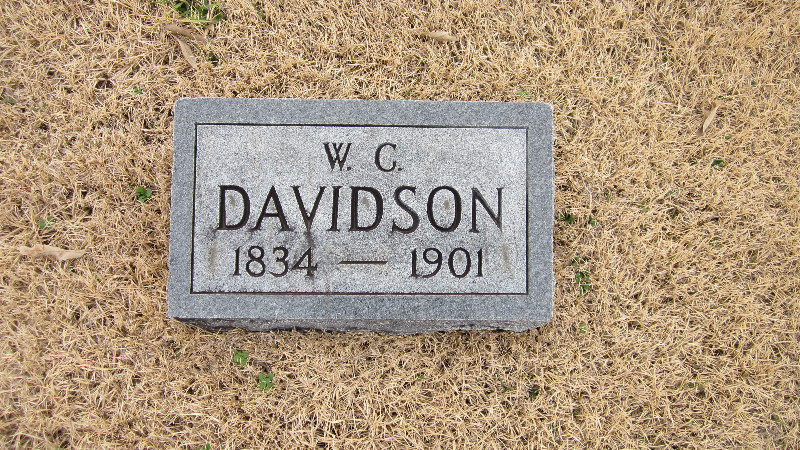 W. C.
DAVIDSON
1834 — 1901